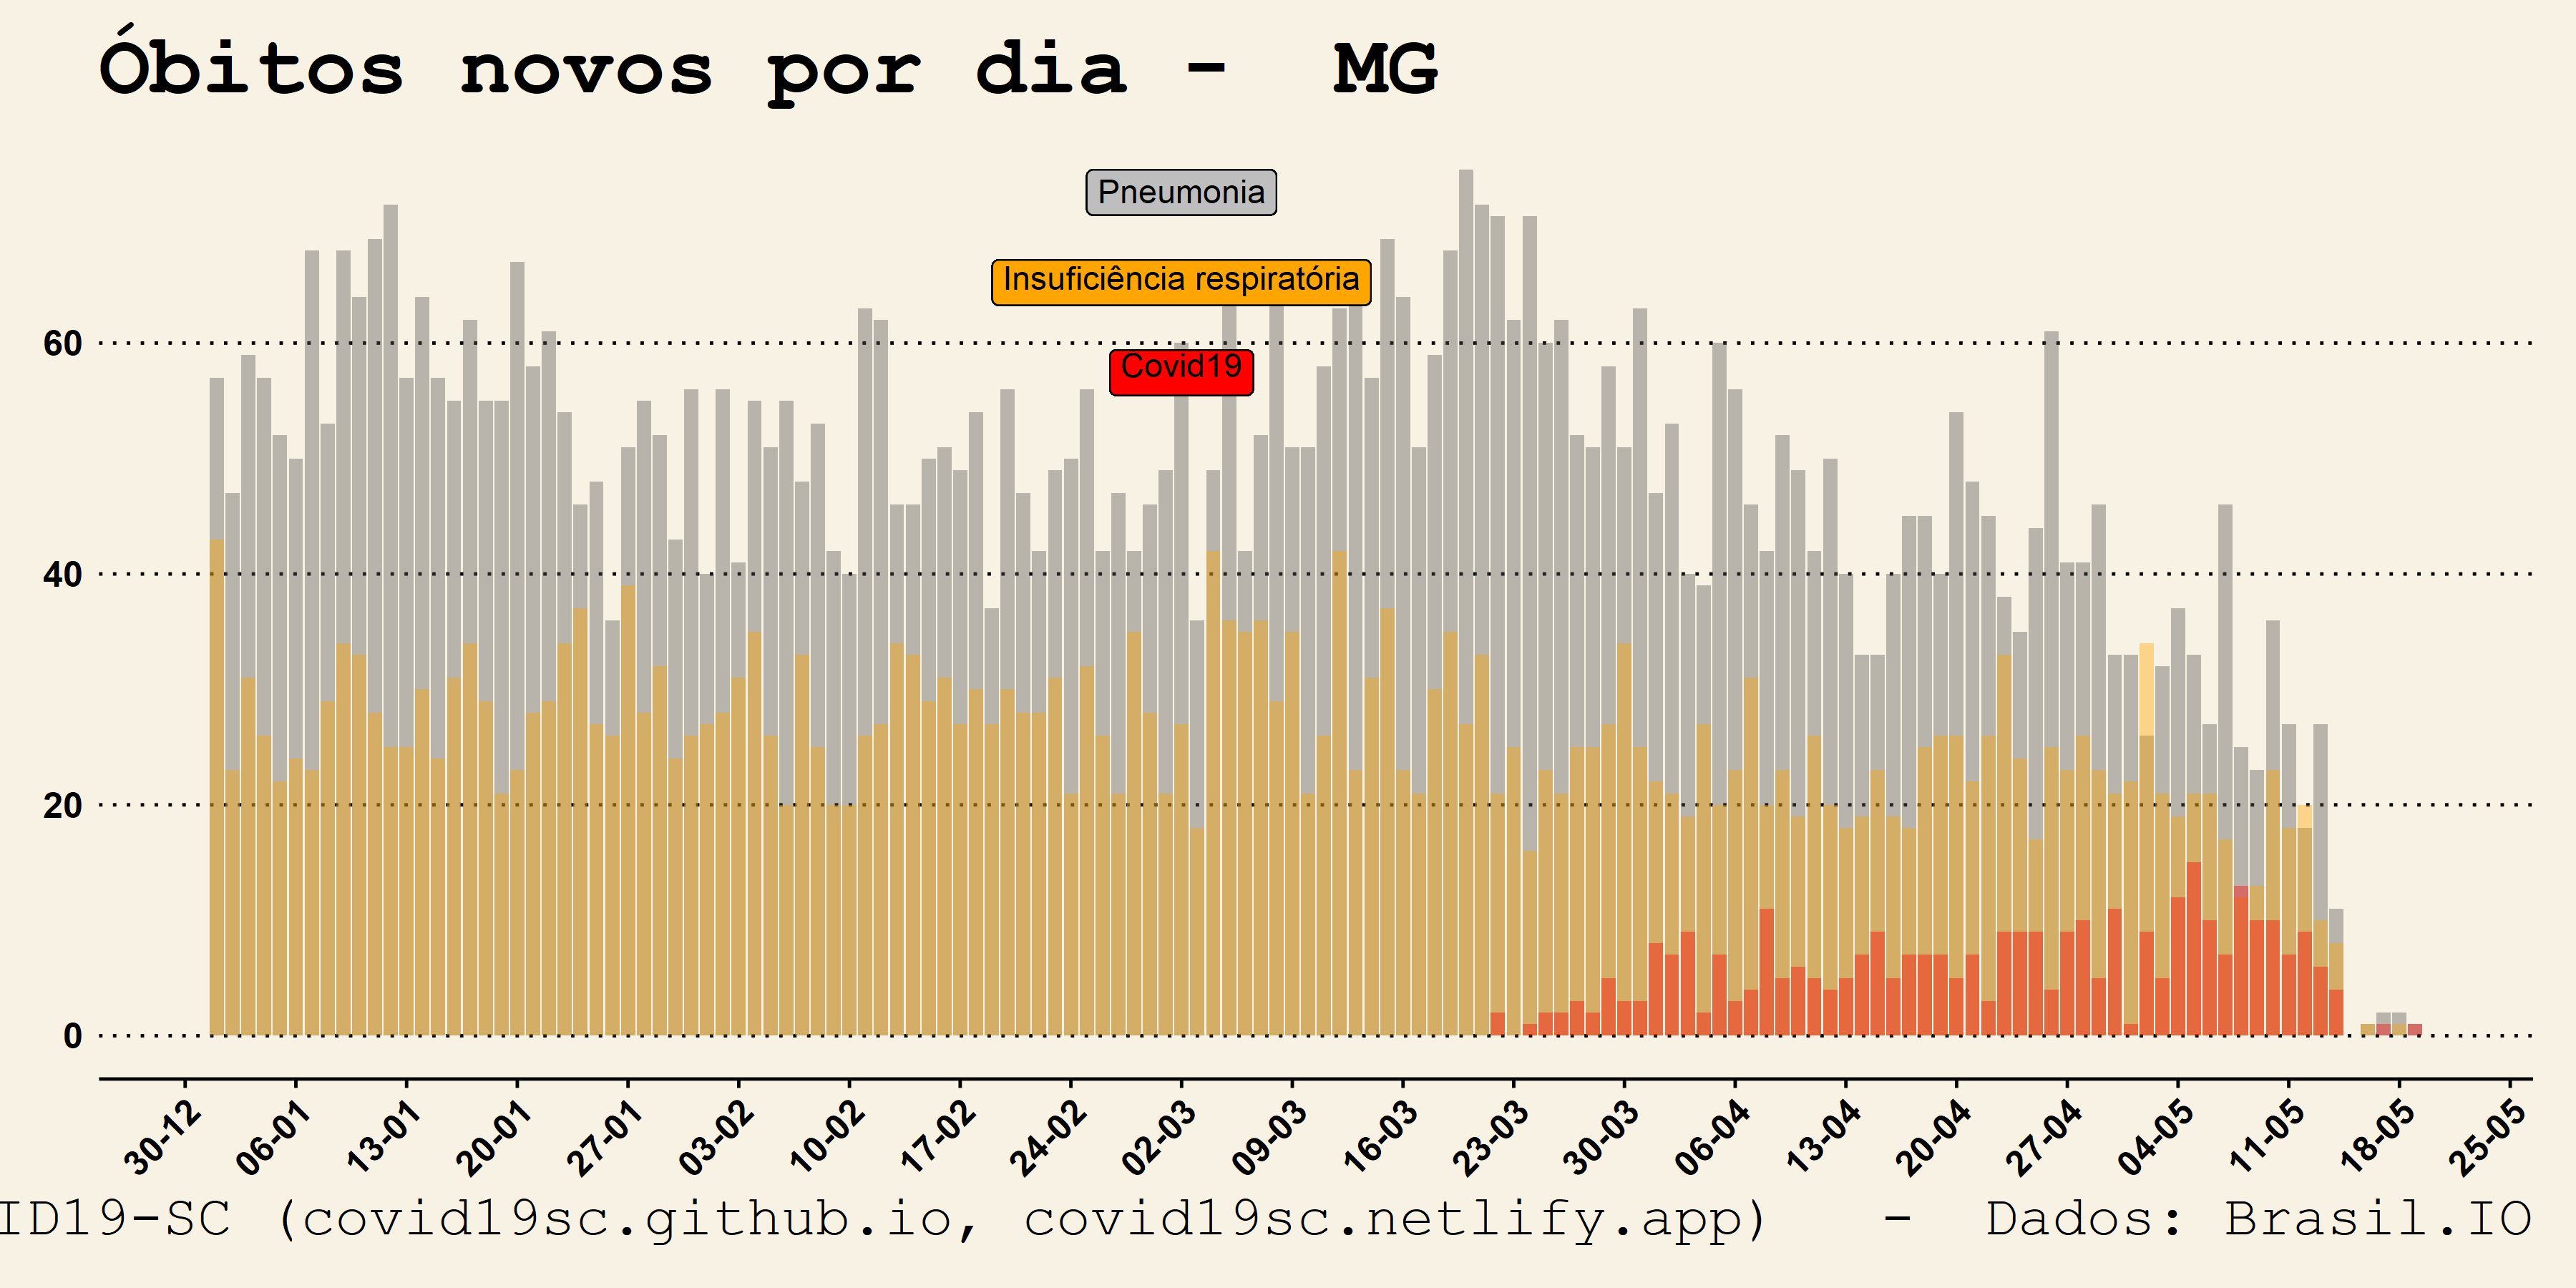 Óbitos novos por dia - MG
Pneumonia
Insuficiência respiratória
Covid19
60
40
20
0
30-12 06-01 13-01 20-01 27-01 03-02 10-02 17-02 24-02 02-03 09-03 16-03 23-03 30-03 06-04 13-04 20-04 27-04 04-05 11-05 18-05 25-05
ID19-SC (covid19sc.github.io, covid19sc.netlify.app) - Dados: Brasil.IO